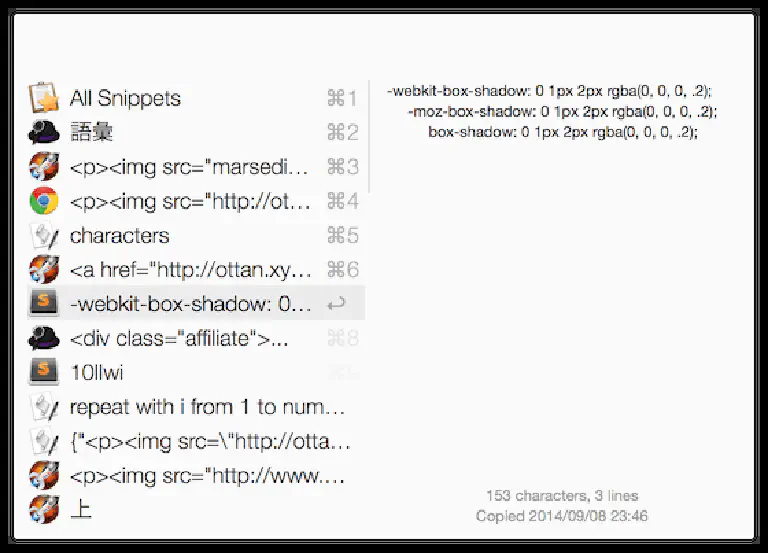 All Snippets ⌘1
語彙 ⌘2
<p><img src="marsedi... ⌘3
<p><img src="http://ot... ⌘4
characters ⌘5
<a href="http://ottan.xy... ⌘6
-webkit-box-shadow: 0... ↩
<div class="affiliate">... ⌘8
10llwi ⌘9
repeat with i from 1 to num...
{"<p><img src=\"http://otta...
<p><img src="http://www....
上
-webkit-box-shadow: 0 1px 2px rgba(0, 0, 0, .2);
-moz-box-shadow: 0 1px 2px rgba(0, 0, 0, .2);
box-shadow: 0 1px 2px rgba(0, 0, 0, .2);
153 characters, 3 lines
Copied 2014/09/08 23:46